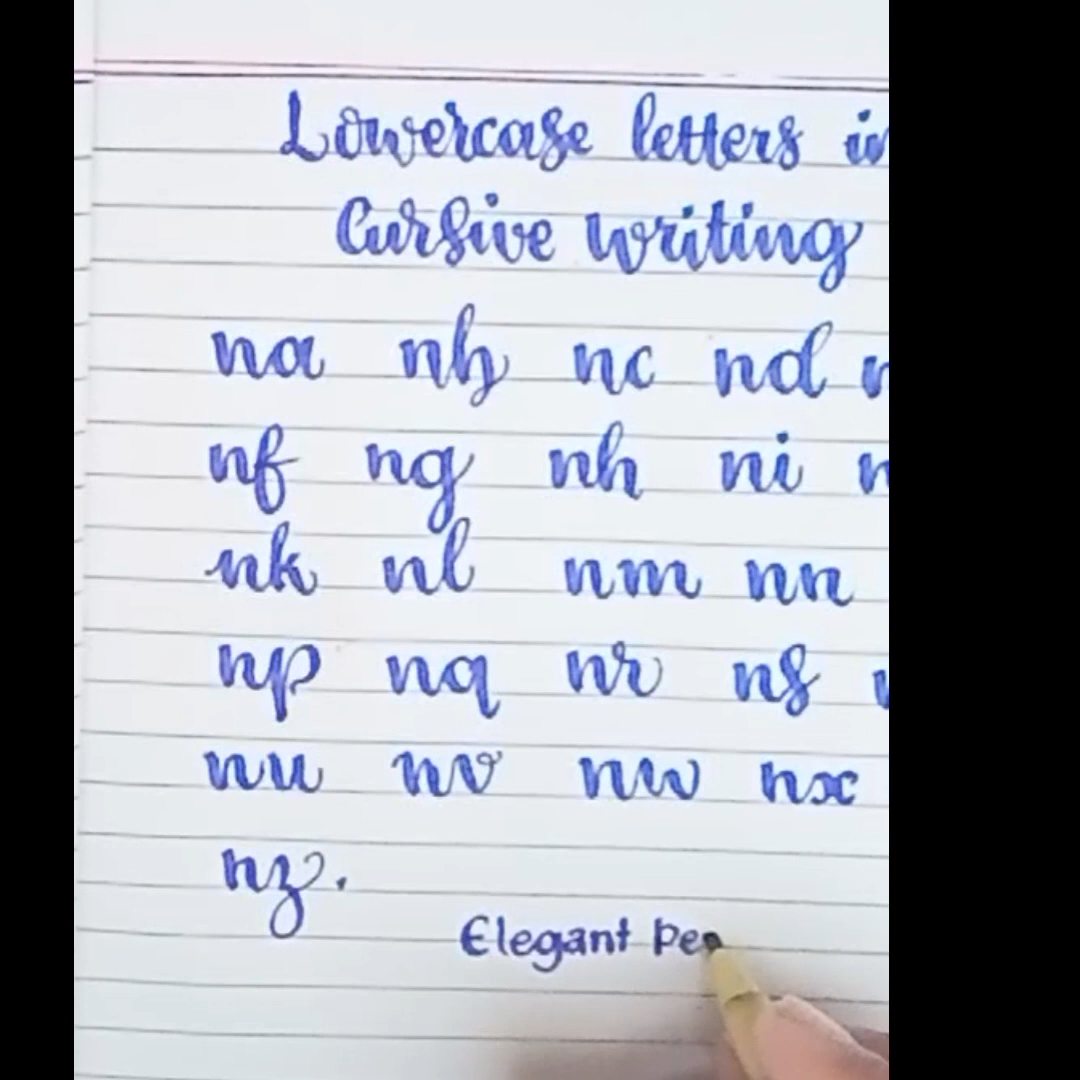 Lowercase letters in
Cursive writing
na nb nc nd
nf ng nh ni
nk nl nm nn
np nq nr ns
nu nv nw nx
nz.
Elegant Pe